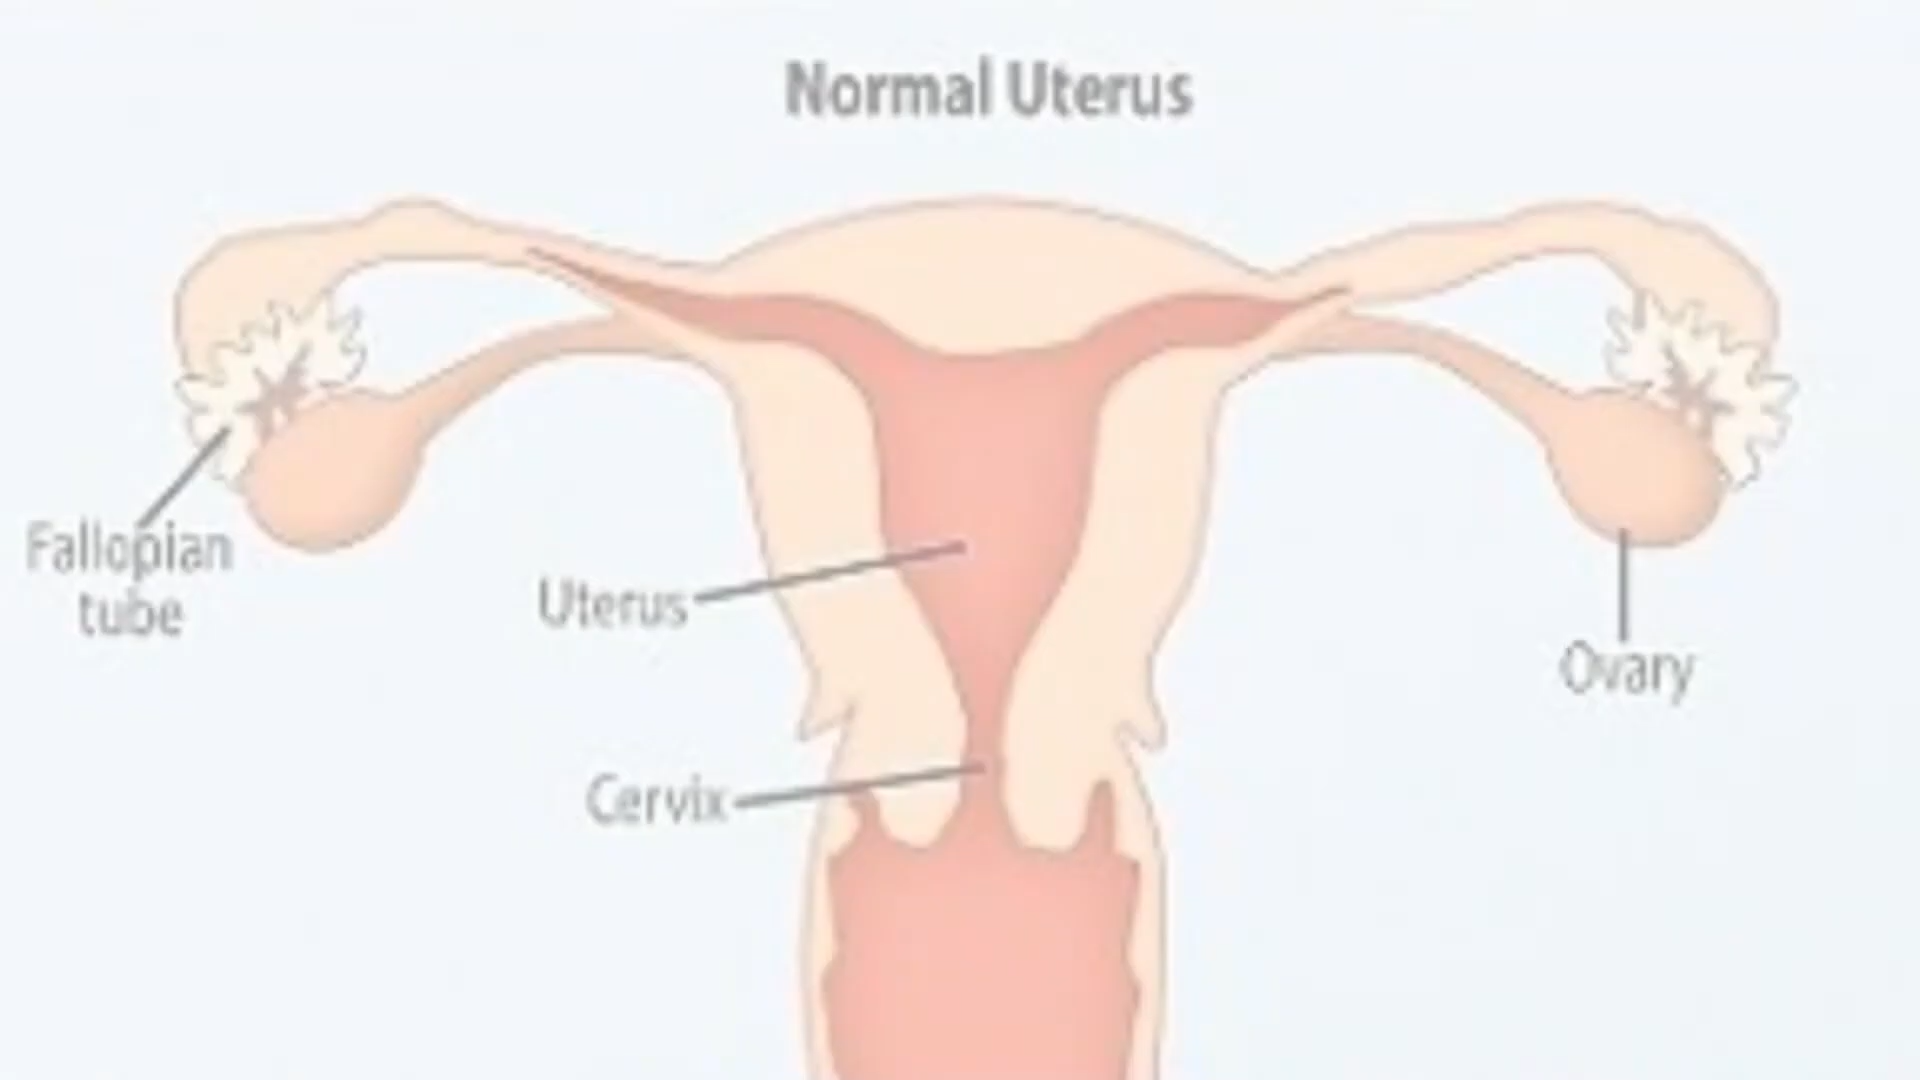 Normal Uterus
Fallopian
tube
Uterus
Ovary
Cervix